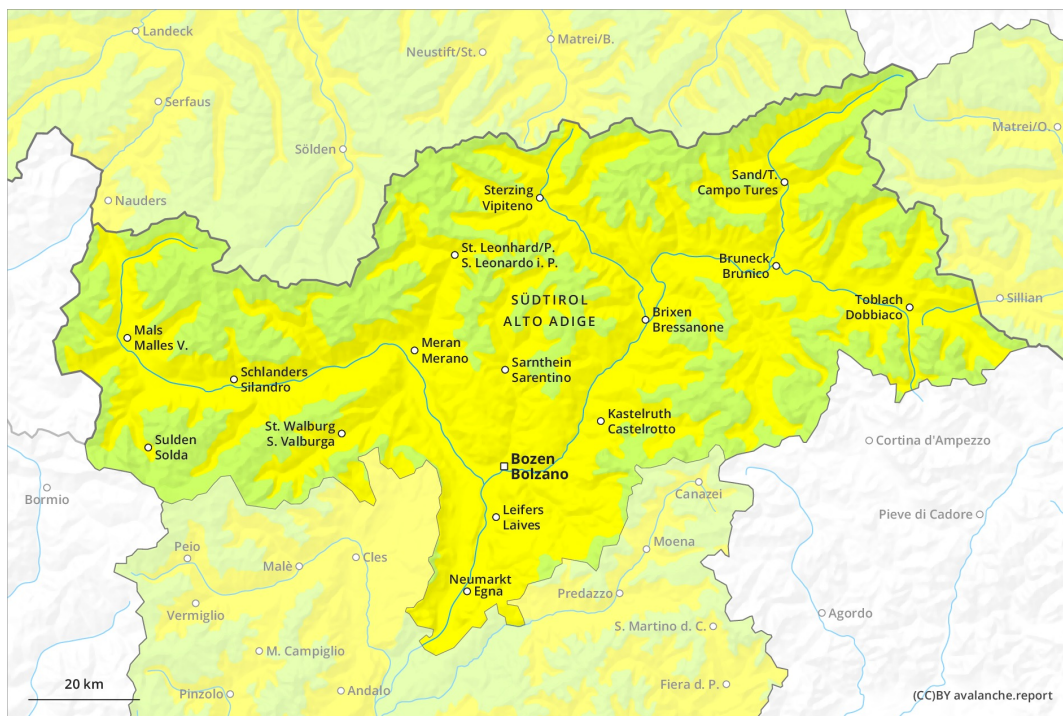 Landeck
Matrei/B.
Neustift/St.
Serfaus
Matrei/O.
Sölden
Sand/T.
Campo Tures
Sterzing
Vipiteno
Nauders
St. Leonhard/P.
S. Leonardo i. P.
Bruneck
Brunico
SÜDTIROL
ALTO ADIGE
Toblach
Dobbiaco
Sillian
Brixen
Bressanone
Mals
Malles V.
Meran
Merano
Schlanders
Silandro
Sarnthein
Sarentino
Kastelruth
Castelrotto
St. Walburg
S. Valburga
Sulden
Solda
Cortina d'Ampezzo
Bozen
Bolzano
Bormio
Canazei
Pieve di Cadore
Leifers
Laives
Moena
Peio
Cles
Malè
Neumarkt
Egna
Predazzo
Vermiglio
Agordo
S. Martino d. C.
M. Campiglio
20 km
Pinzolo
Andalo
Fiera d. P.
(CC)BY avalanche.report